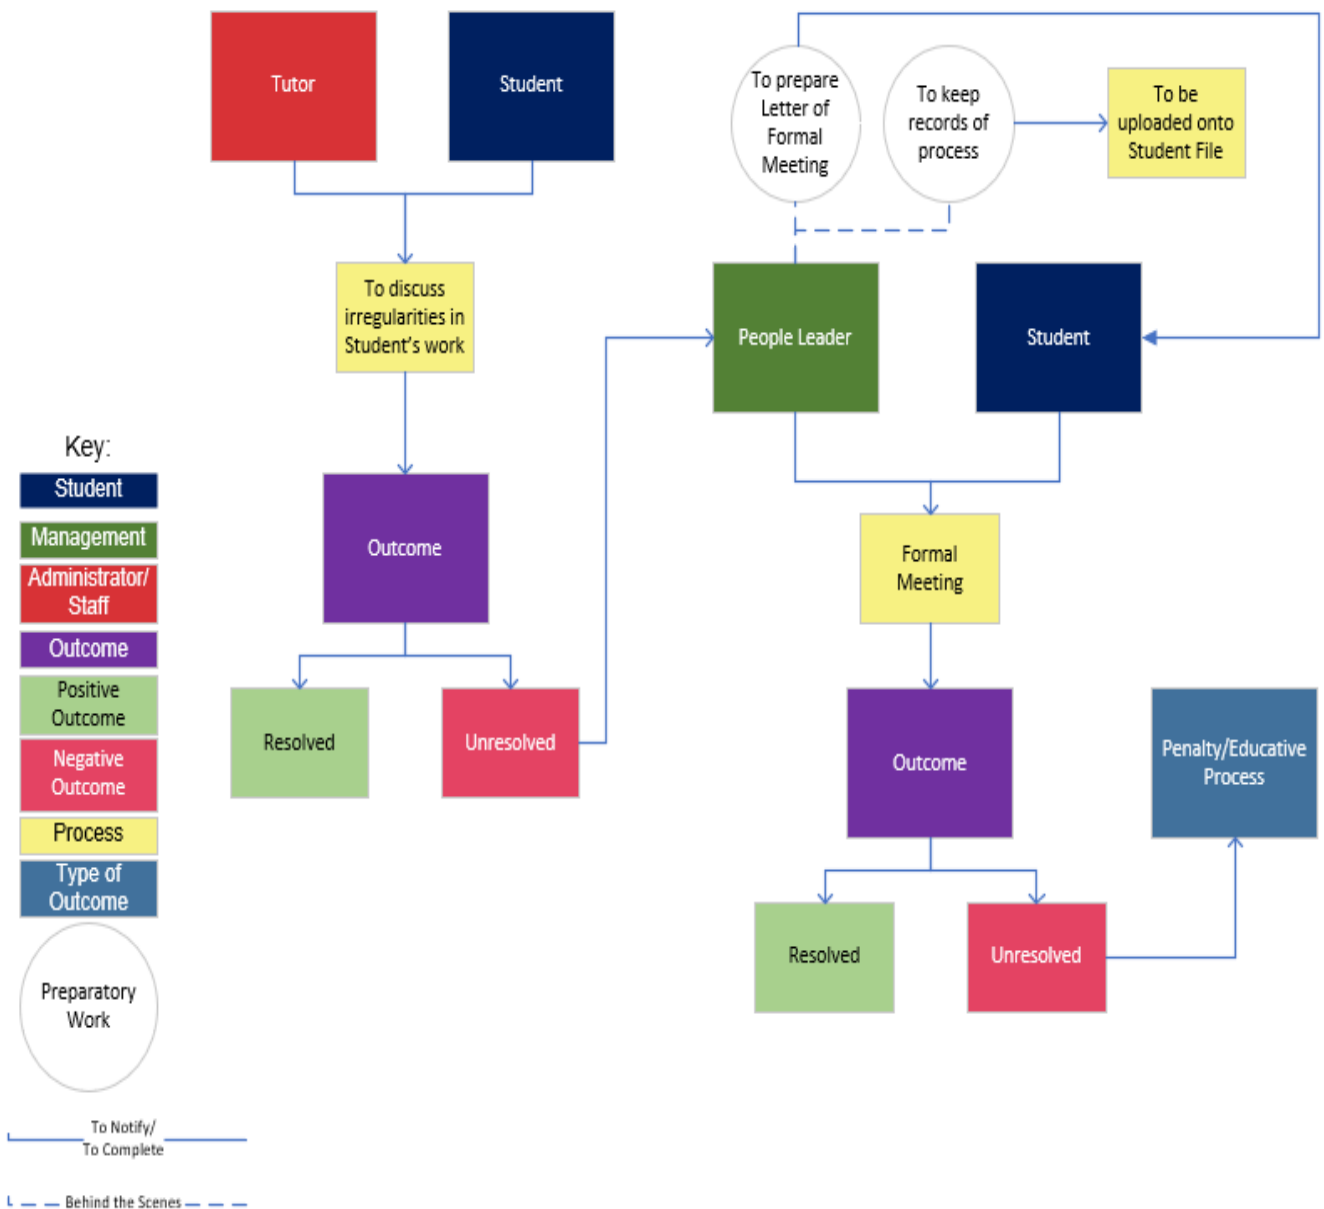 Tutor
Student
To discuss
irregularities in
Student's work
Outcome
Resolved
Unresolved
To prepare
Letter of
Formal
Meeting
To keep
records of
process
To be
uploaded onto
Student File
People Leader
Student
Formal
Meeting
Outcome
Resolved
Unresolved
Penalty/Educative
Process
Key:
Student
Management
Administrator/
Staff
Outcome
Positive
Outcome
Negative
Outcome
Process
Type of
Outcome
Preparatory
Work
To Notify/
To Complete
Behind the Scenes